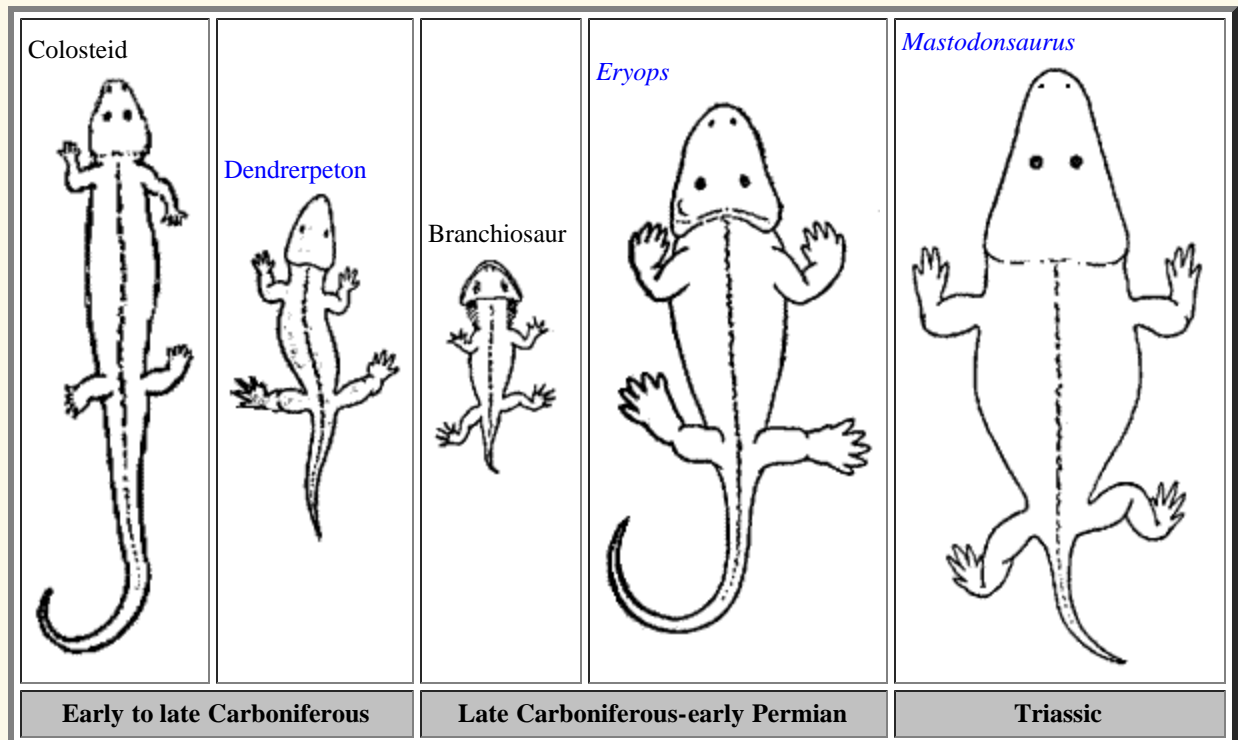 Colosteid
Dendrerpeton
Branchiosaur
Eryops
Mastodonsaurus
Early to late Carboniferous
Late Carboniferous-early Permian
Triassic